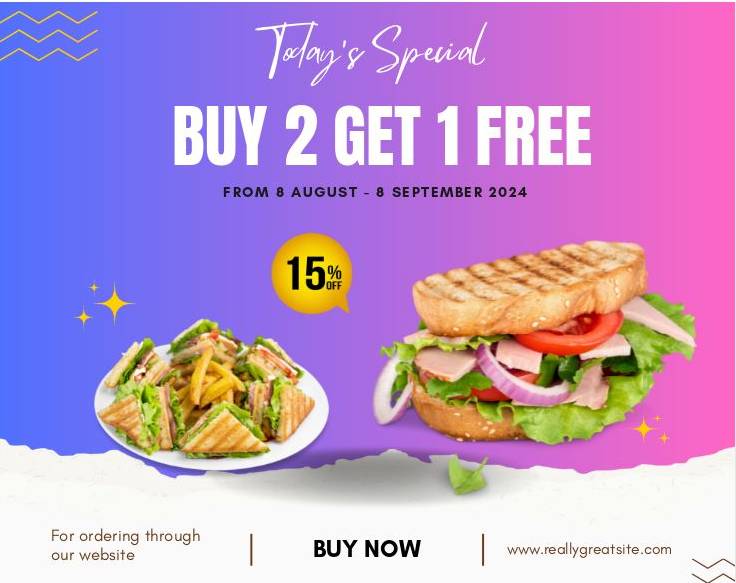 Today's Special
BUY 2 GET 1 FREE
FROM 8 AUGUST - 8 SEPTEMBER 2024
15% OFF
For ordering through
our website
BUY NOW
www.reallygreatsite.com